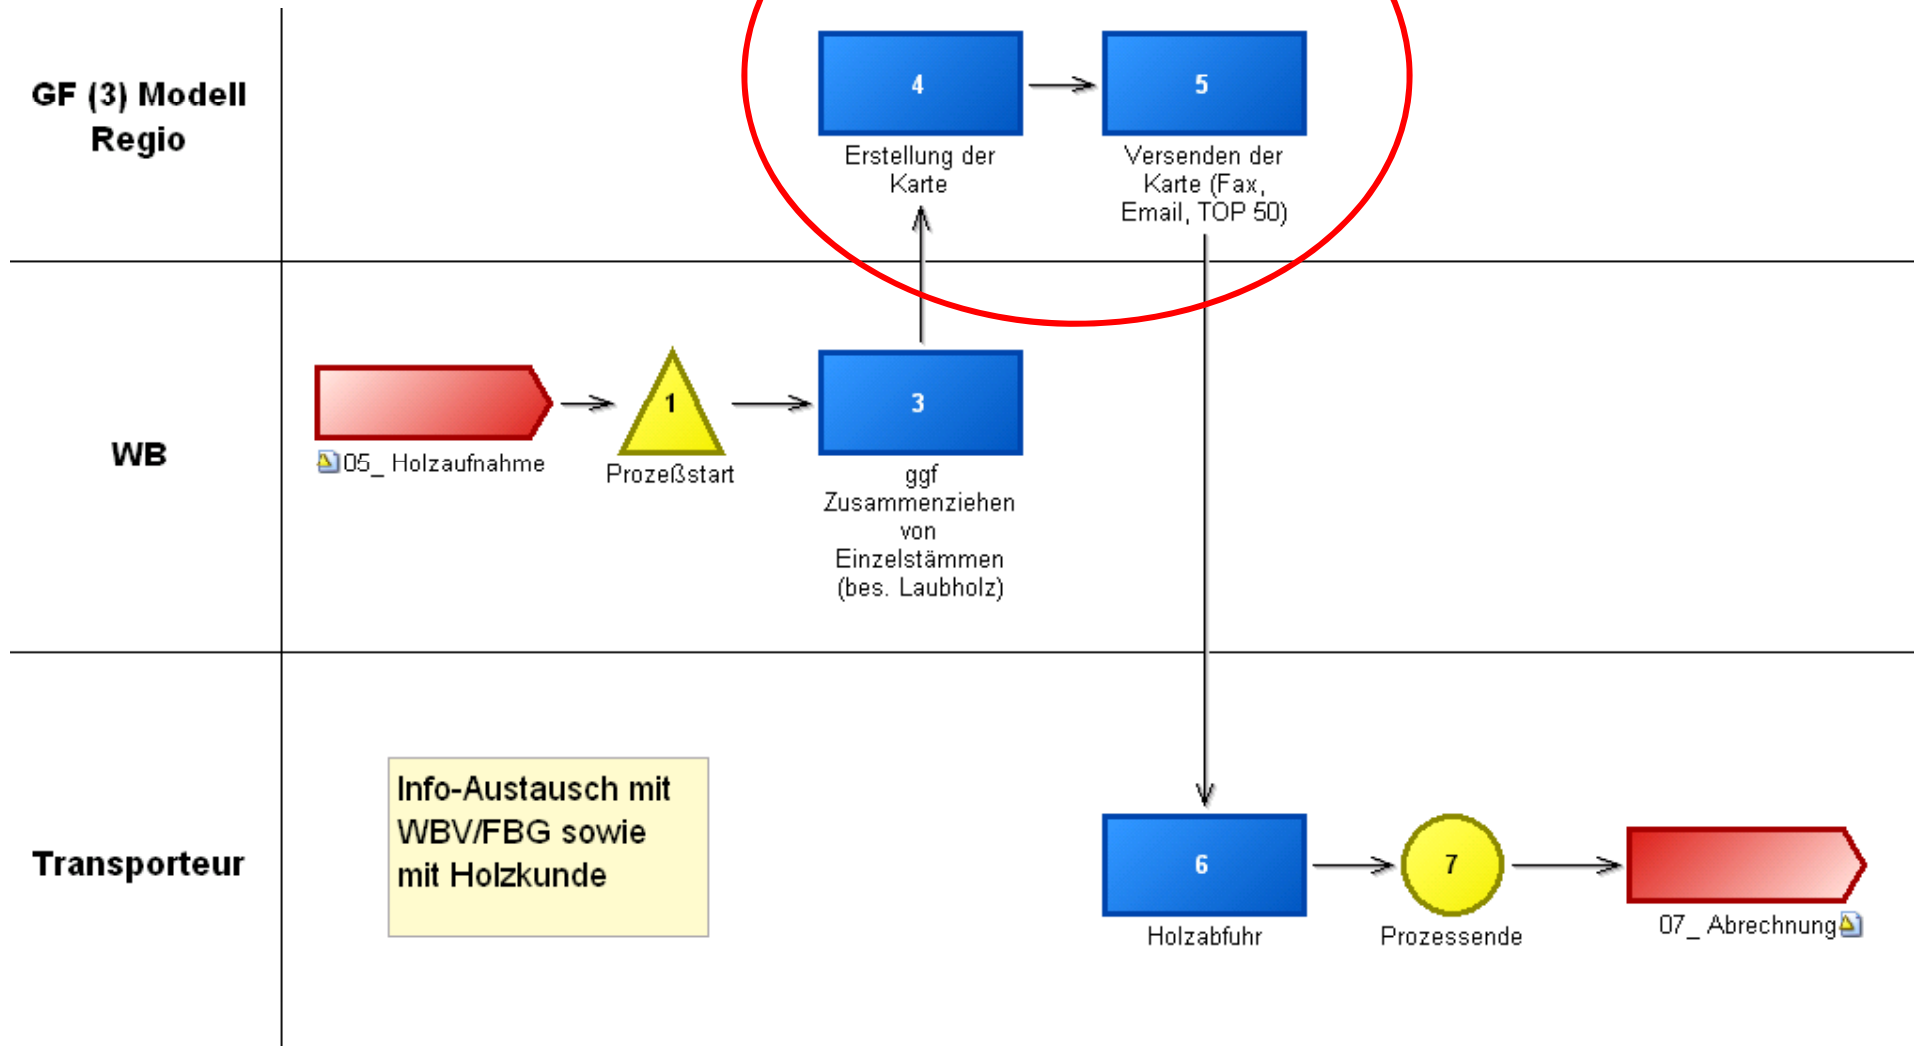 GF (3) Modell
Regio
4
5
Erstellung der
Karte
Versenden der
Karte (Fax,
Email, TOP 50)
WB
05_ Holzaufnahme
1
Prozeßstart
3
ggf
Zusammenziehen
von
Einzelstämmen
(bes. Laubholz)
Transporteur
Info-Austausch mit
WBV/FBG sowie
mit Holzkunde
6
Holzabfuhr
7
Prozessende
07_ Abrechnung